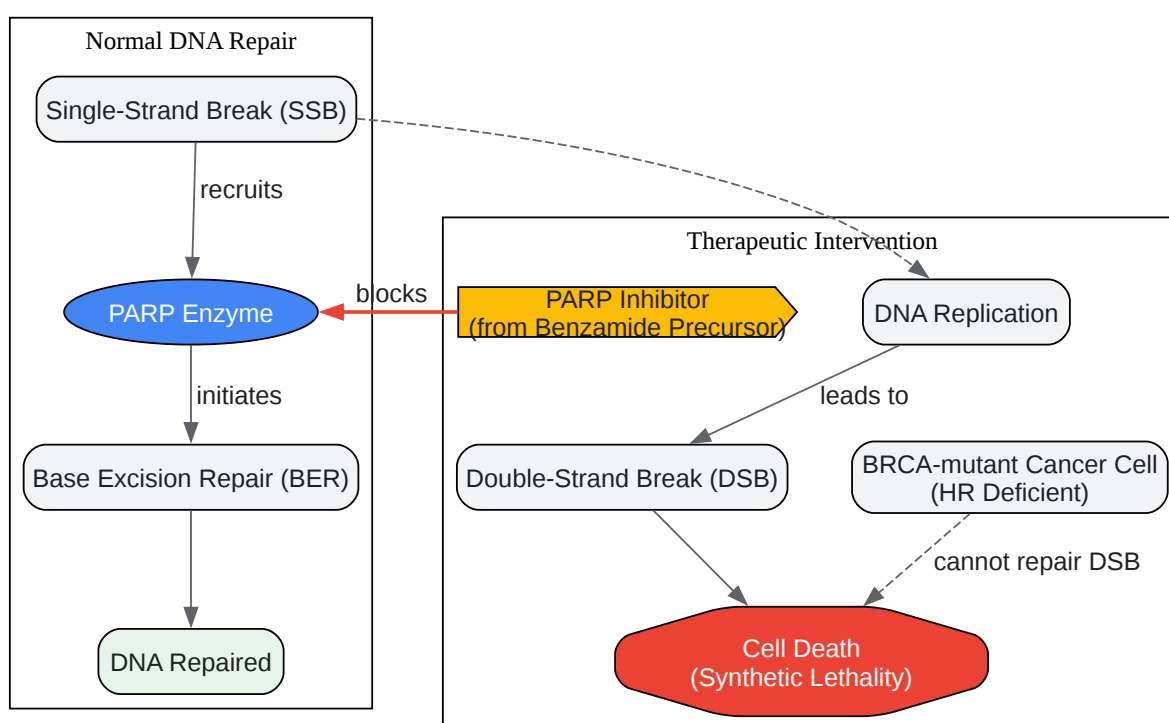 Normal DNA Repair
Single-Strand Break (SSB)
recruits
PARP Enzyme
initiates
Base Excision Repair (BER)
DNA Repaired
blocks
Therapeutic Intervention
PARP Inhibitor
(from Benzamide Precursor)
DNA Replication
leads to
Double-Strand Break (DSB)
BRCA-mutant Cancer Cell
(HR Deficient)
cannot repair DSB
Cell Death
(Synthetic Lethality)